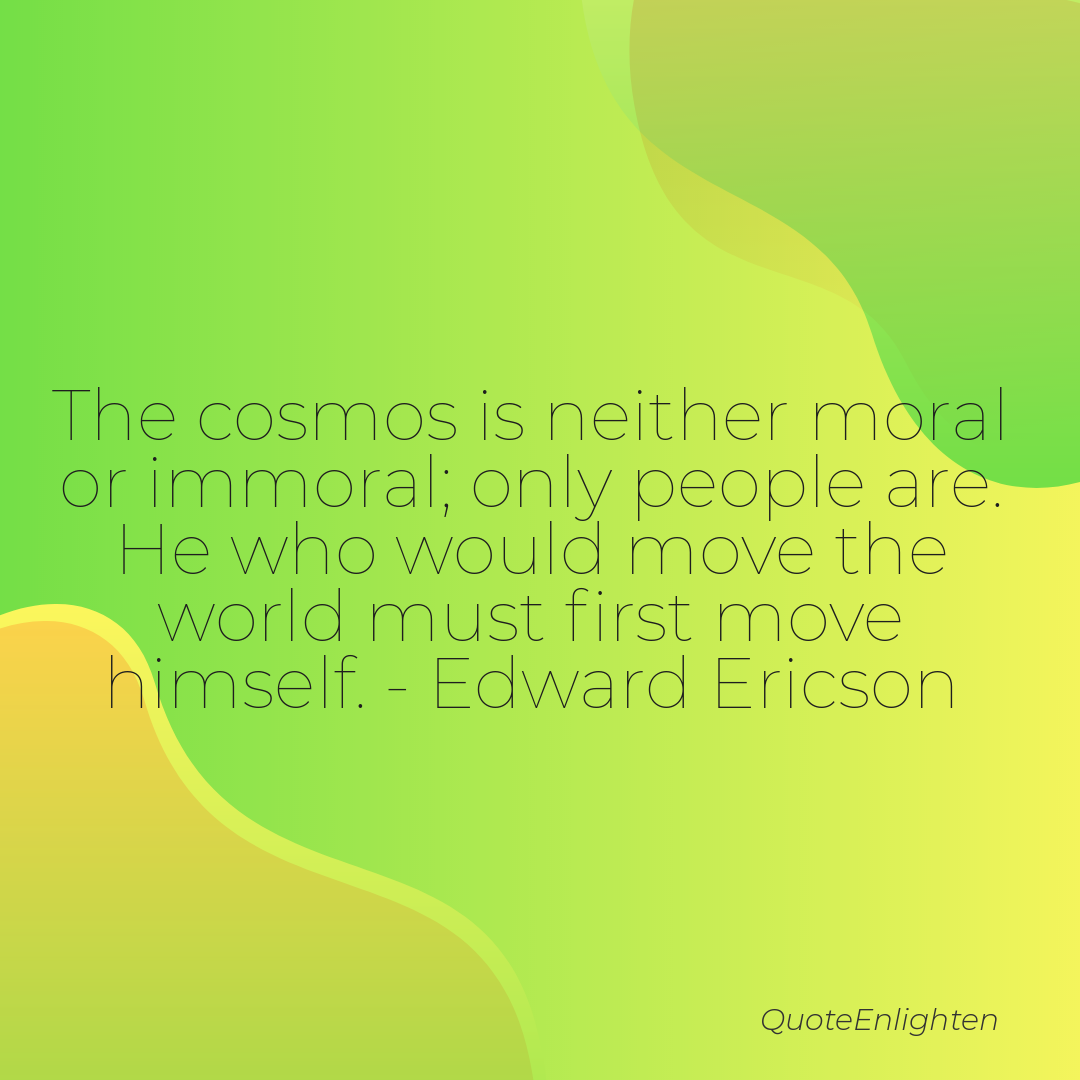 The cosmos is neither moral
or immoral; only people are.
He who would move the
world must first move
himself. - Edward Ericson
QuoteEnlighten